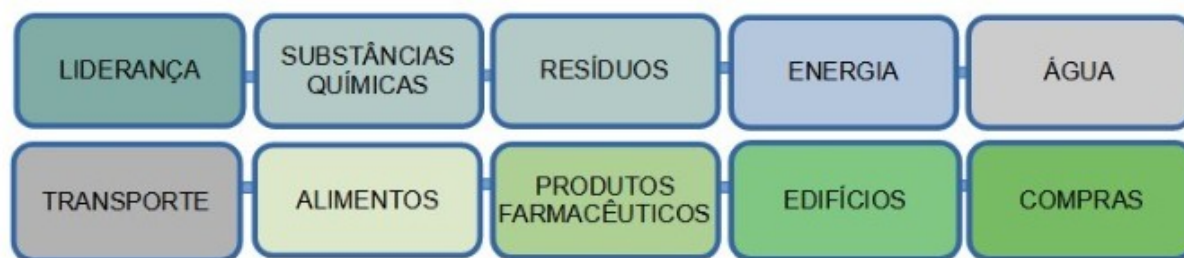 LIDERANÇA
SUBSTÂNCIAS
QUÍMICAS
RESÍDUOS
ENERGIA
ÁGUA
TRANSPORTE
ALIMENTOS
PRODUTOS
FARMACÊUTICOS
EDIFÍCIOS
COMPRAS